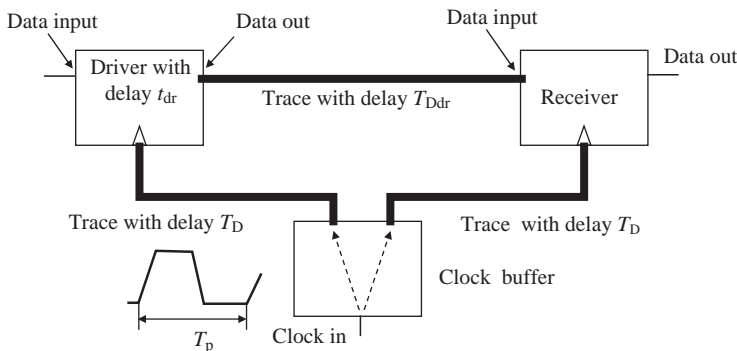 Data input
Data out
Data input
Data out
Driver with
delay tdr
Trace with delay TDdr
Receiver
Trace with delay TD
Trace with delay TD
Clock buffer
Tp
Clock in